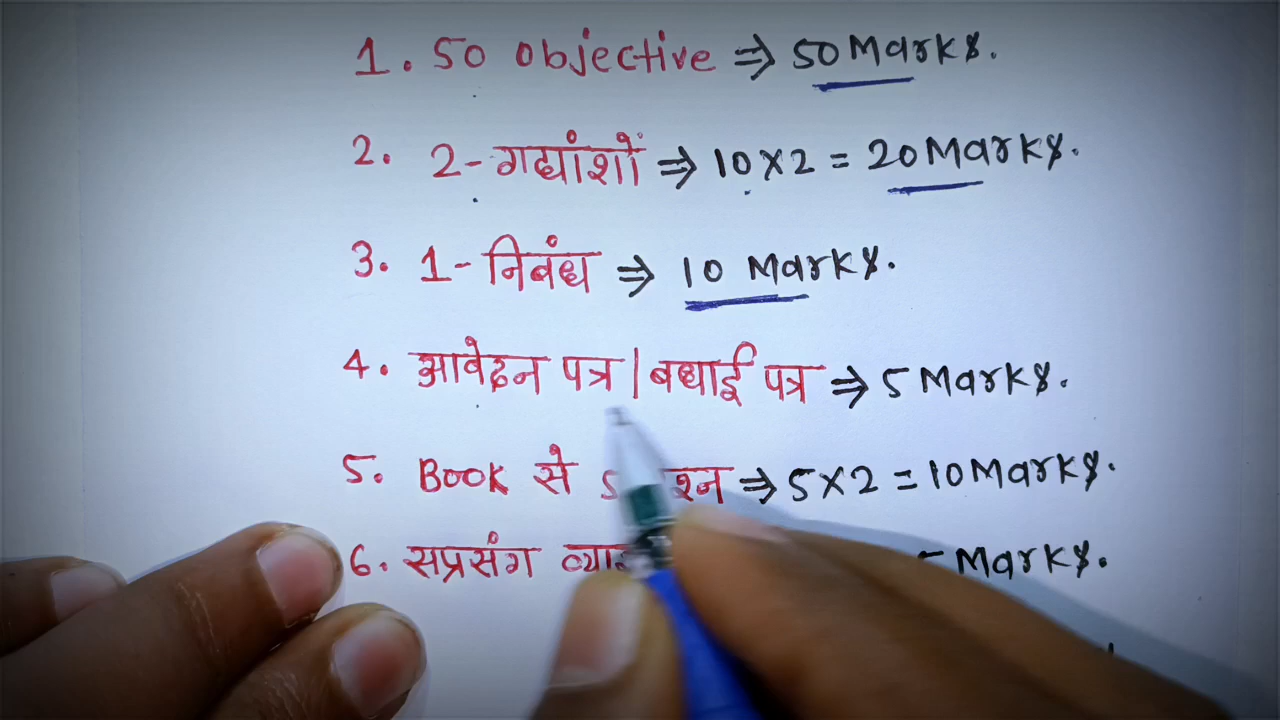 1. 50 Objective ⇒ 50 Marks.
2. 2-गद्यांशों ⇒ 10×2 = 20 Marks.
3. 1-निबंध ⇒ 10 Marks.
4. आवेदन पत्र | बधाई पत्र ⇒ 5 Marks.
5. Book से ⇒ 5×2 = 10 Marks.
6. सप्रसंग Marks.